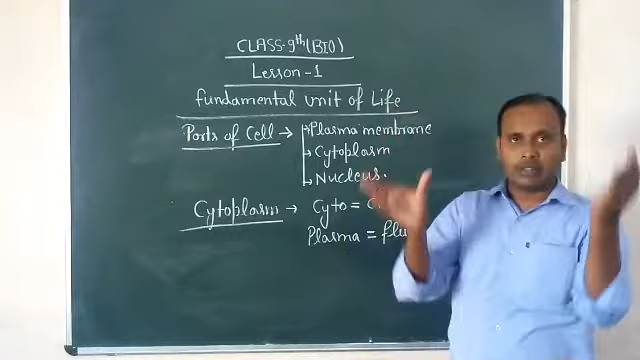 CLASS-9th (BIO)
Lesson-1
fundamental unit of Life
Parts of Cell → Plasma membrane
→ Cytoplasm
→ Nucleus.
Cytoplasm → Cyto =
Plasma =